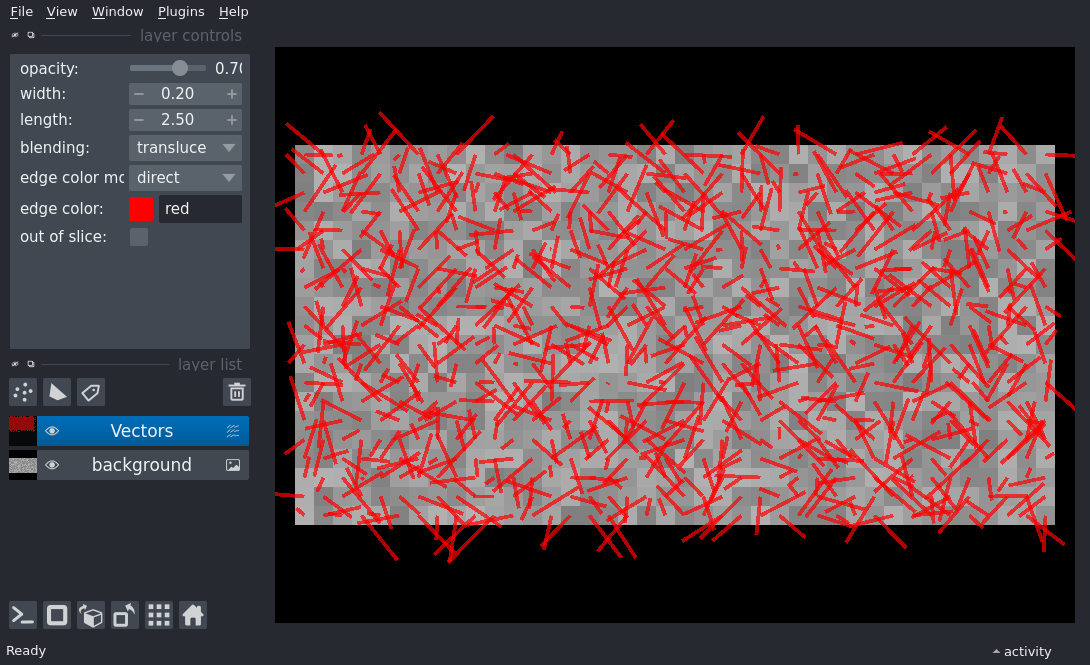 File View Window Plugins Help
layer controls
opacity: 0.70
width: 0.20
length: 2.50
blending: transluce
edge color mo direct
edge color: red
out of slice:
layer list
Vectors
background
Ready
activity